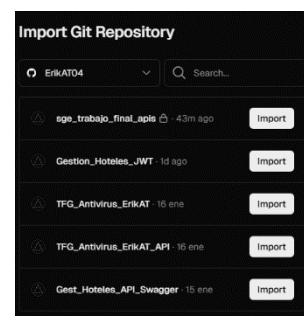 Import Git Repository
ErikAT04
Search...
sge_trabajo_final_apis · 43m ago
Import
Gestion_Hoteles_JWT · 1d ago
Import
TFG_Antivirus_ErikAT · 16 ene
Import
TFG_Antivirus_ErikAT_API · 16 ene
Import
Gest_Hoteles_API_Swagger · 15 ene
Import